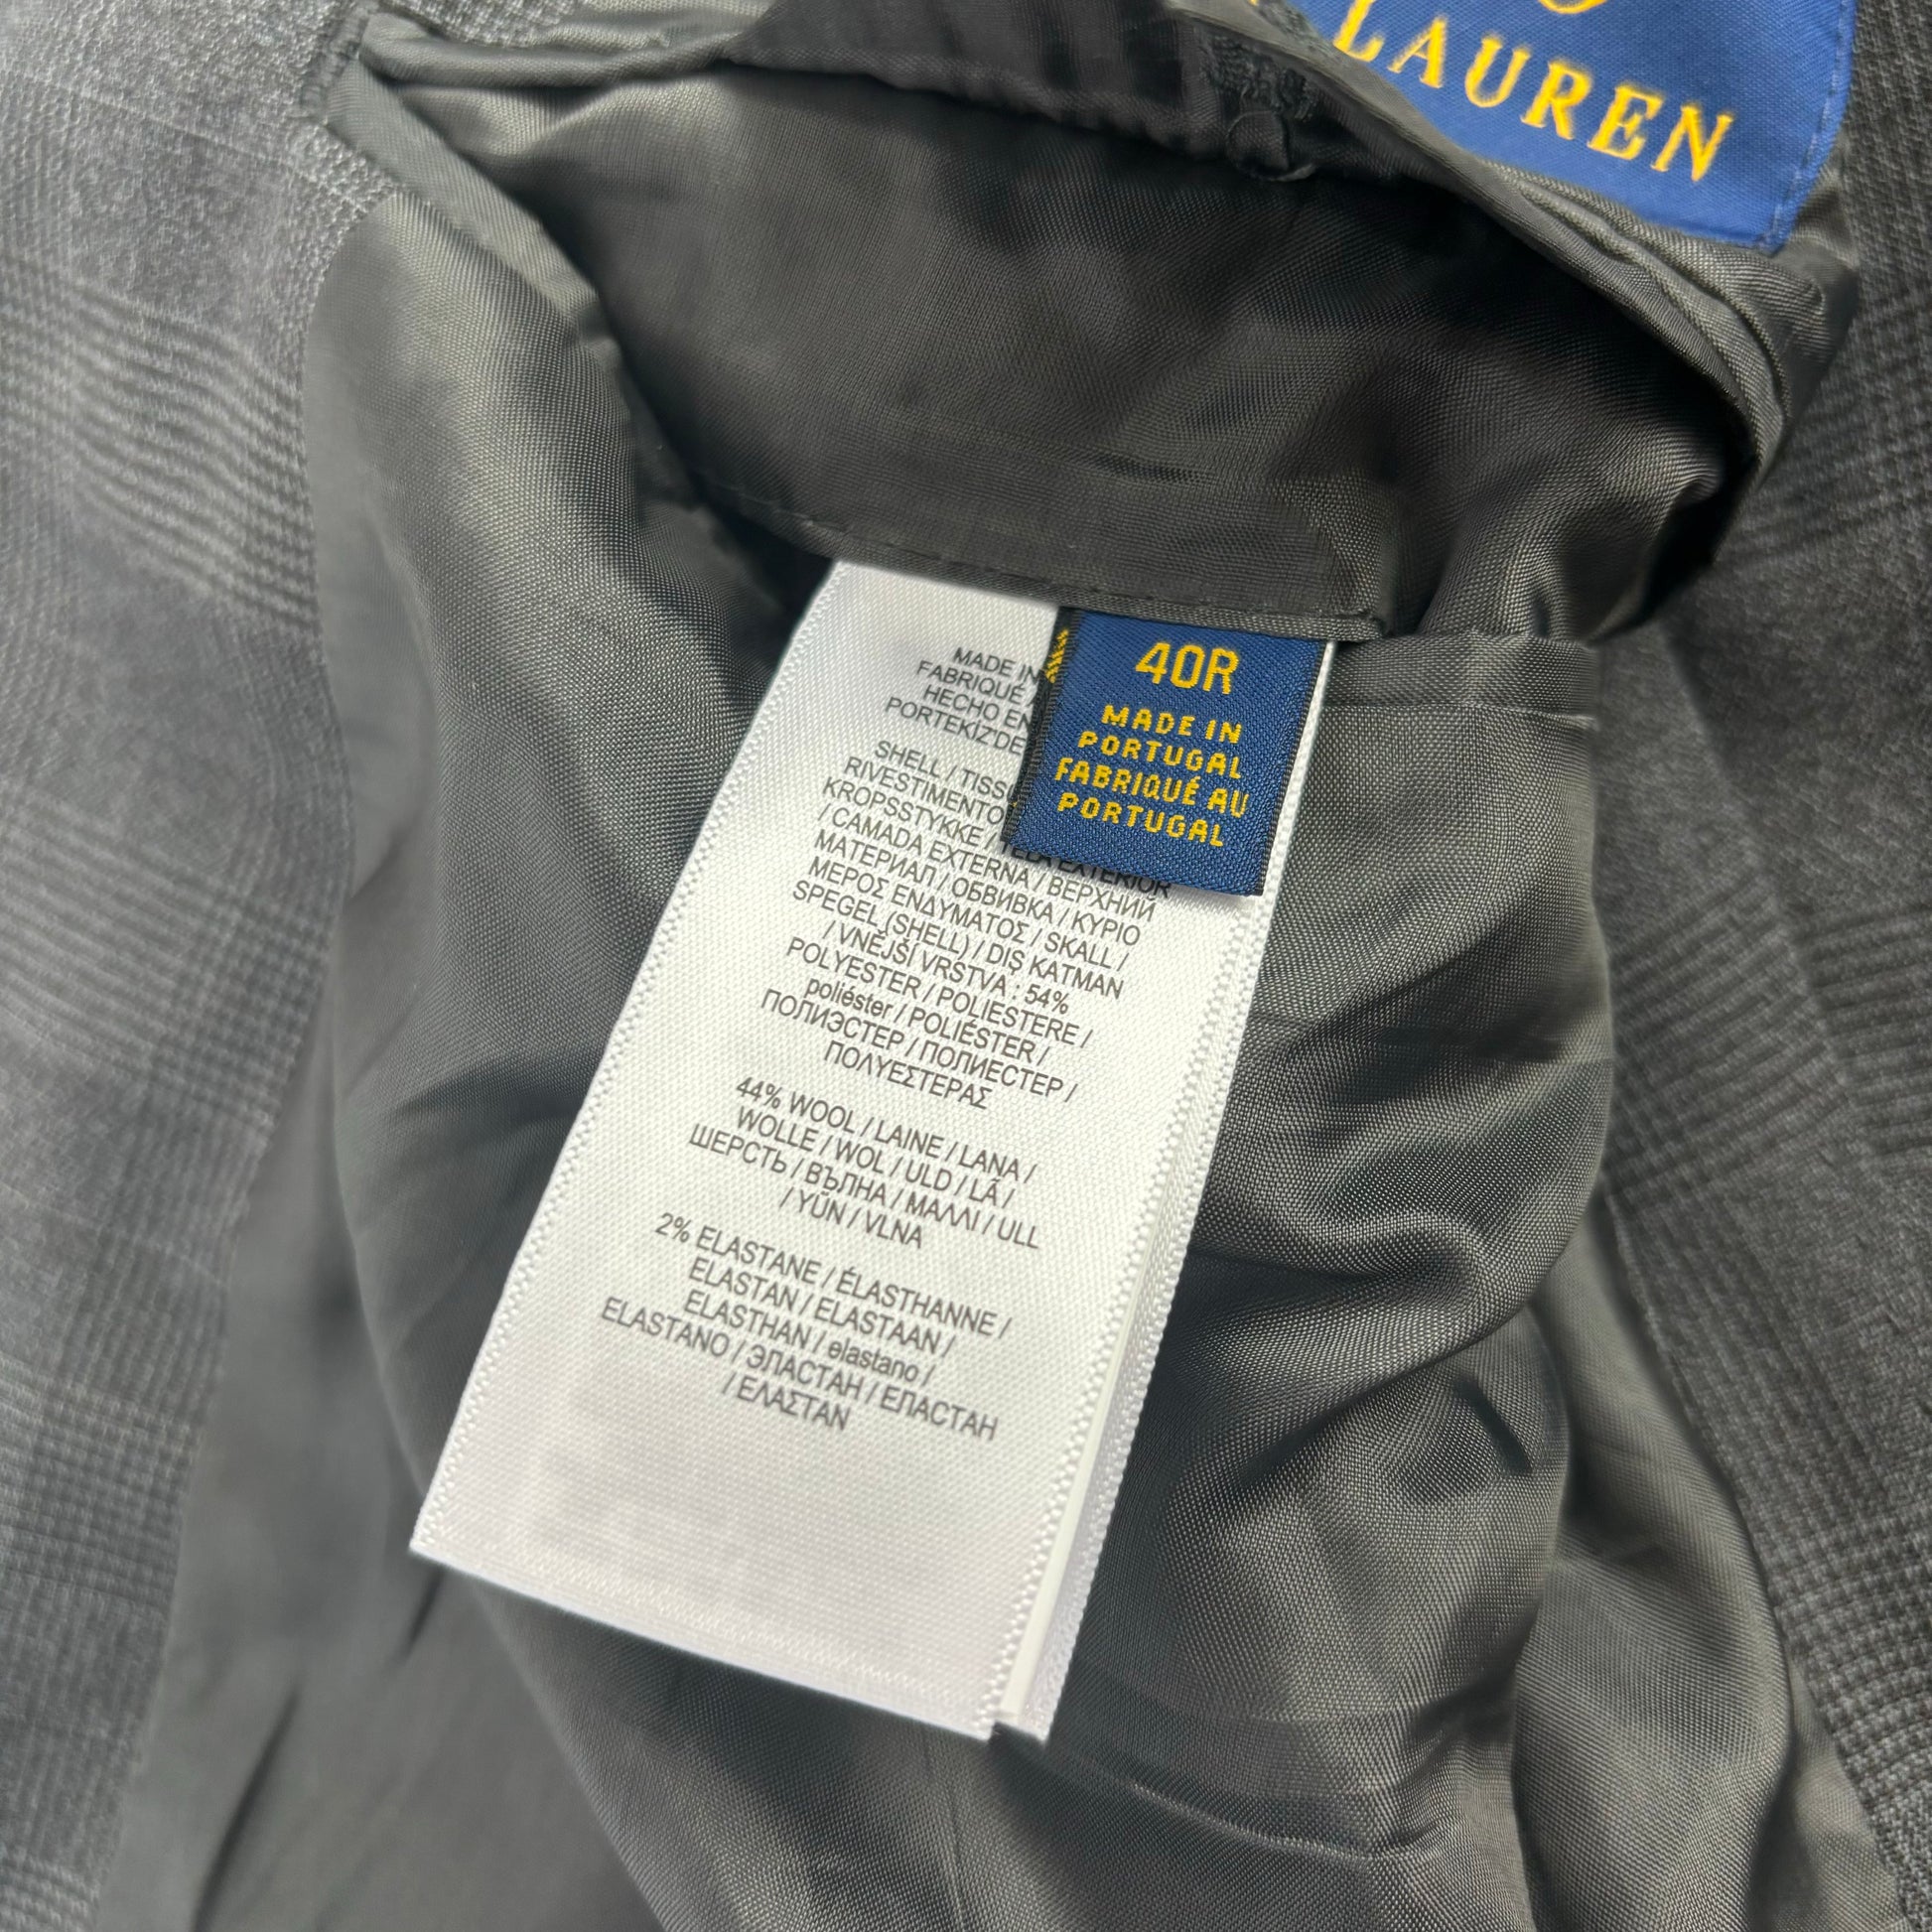 LAUREN
40R
MADE IN
PORTUGAL
FABRIQUÉ AU
PORTUGAL
MADE IN
FABRIQUÉ
HECHO EN
PORTEKİZ'DE
SHELL / TISS
RIVESTIMENTO
KROPSSTYKKE / TELA EXTERIOR
/ CAMADA EXTERNA / ВЕРХНИЙ
МАТЕРИАЛ / ОБВИВКА / ΚΥΡΙΟ
ΜΕΡΟΣ ΕΝΔΥΜΑΤΟΣ / SKALL /
SPEGEL (SHELL) / DIŞ KATMAN
/ VNĚJŠÍ VRSTVA : 54%
POLYESTER / POLIESTERE /
poliéster / POLIÉSTER /
ПОЛИЭСТЕР / ПОЛИЕСТЕР /
ΠΟΛΥΕΣΤΕΡΑΣ
44% WOOL / LAINE / LANA /
WOLLE / WOL / ULD / LÃ /
ШЕРСТЬ / ВЪЛНА / ΜΑΛΛΙ / ULL
/ YÜN / VLNA
2% ELASTANE / ÉLASTHANNE /
ELASTAN / ELASTAAN /
ELASTHAN / elastano /
ELASTANO / ЭЛАСТАН / ЕЛАСТАН
/ ΕΛΑΣΤΑΝ